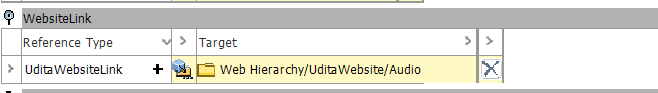 WebsiteLink
Reference Type > Target > >
> UditaWebsiteLink + Web Hierarchy/UditaWebsite/Audio